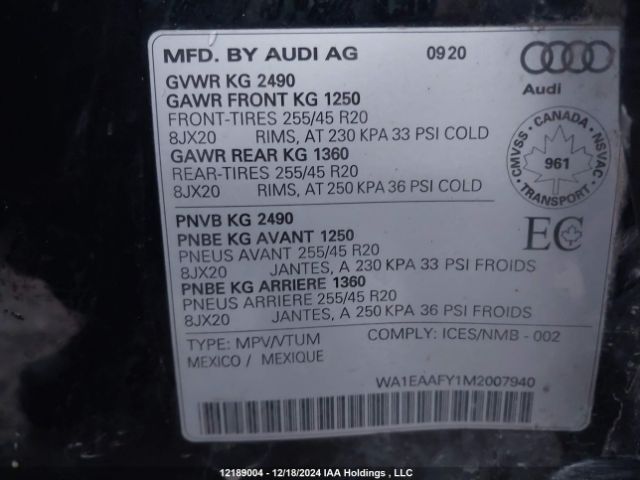 MFD. BY AUDI AG 0920
Audi
GVWR KG 2490
GAWR FRONT KG 1250
FRONT-TIRES 255/45 R20
8JX20 RIMS, AT 230 KPA 33 PSI COLD
GAWR REAR KG 1360
REAR-TIRES 255/45 R20
8JX20 RIMS, AT 250 KPA 36 PSI COLD
CMVSS - CANADA - NSVAC
961
TRANSPORT
PNVB KG 2490
PNBE KG AVANT 1250
PNEUS AVANT 255/45 R20
8JX20 JANTES, A 230 KPA 33 PSI FROIDS
PNBE KG ARRIERE 1360
PNEUS ARRIERE 255/45 R20
8JX20 JANTES, A 250 KPA 36 PSI FROIDS
EC
TYPE: MPV/VTUM COMPLY: ICES/NMB - 002
MEXICO / MEXIQUE
WA1EAAFY1M2007940
12189004 - 12/18/2024 IAA Holdings , LLC